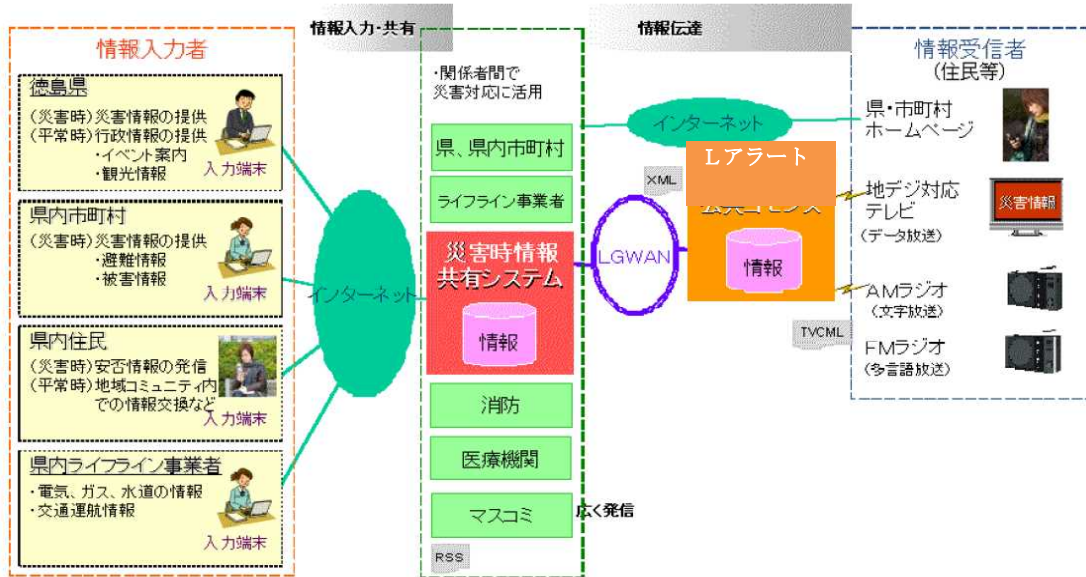 情報入力・共有
情報伝達
情報入力者
徳島県
(災害時)災害情報の提供
(平常時)行政情報の提供
・イベント案内
・観光情報
入力端末
県内市町村
(災害時)災害情報の提供
・避難情報
・被害情報
入力端末
県内住民
(災害時)安否情報の発信
(平常時)地域コミュニティ内
での情報交換など
入力端末
県内ライフライン事業者
・電気、ガス、水道の情報
・交通運航情報
入力端末
インターネット
・関係者間で
災害対応に活用
県、県内市町村
ライフライン事業者
災害時情報
共有システム
情報
消防
医療機関
マスコミ
RSS
広く発信
インターネット
XML
LGWAN
Lアラート
公共コモンズ
情報
TVCML
情報受信者
(住民等)
県・市町村
ホームページ
地デジ対応
テレビ
(データ放送)
災害情報
AMラジオ
(文字放送)
FMラジオ
(多言語放送)